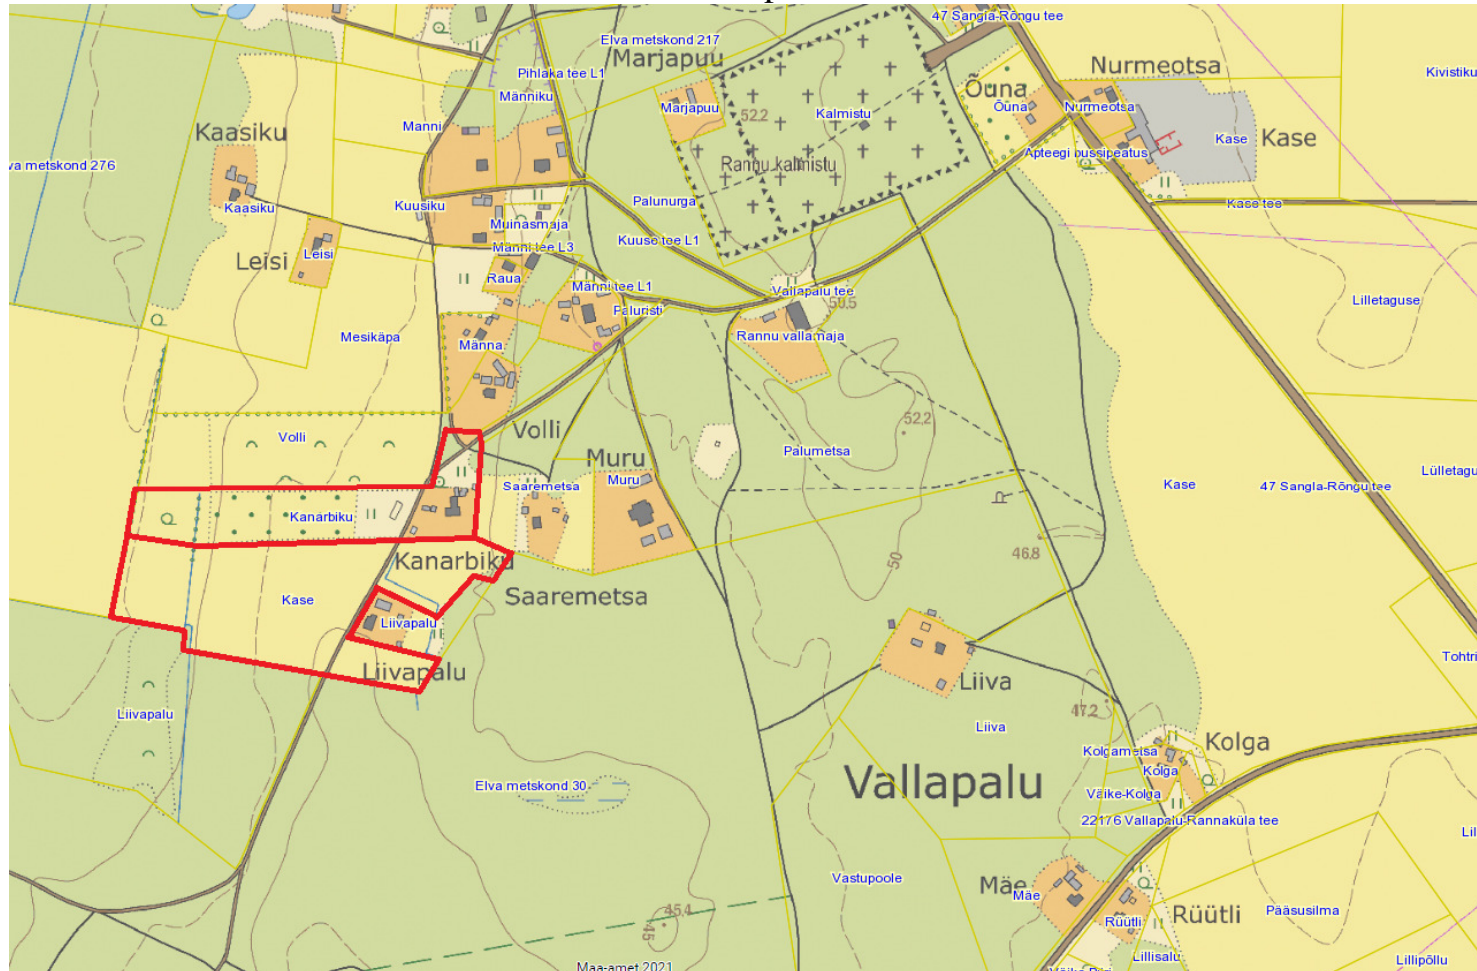 47 Sangla-Rõngu tee
Elva metskond 217
Marjapuu
Nurmeotsa
Kivistiku
Pihlaka tee L1
Männiku
Õuna
Õuna
Nurmeotsa
Marjapuu
52,2
Kalmistu
Manni
Kaasiku
Kase
Kase
Apteegi bussipeatus
Elva metskond 276
Rannu kalmistu
Kaasiku
Kuusiku
Palunurga
Kase tee
Muinasmaja
Kuuse tee L1
Männi tee L3
Leisi
Leisi
Raua
Männi tee L1
Vallapalu tee
50,5
Lilletaguse
Paluristi
Mesikäpa
Männa
Rannu vallamaja
52,2
Volli
Volli
Palumetsa
Muru
Muru
Lülletagu
Saaremetsa
Kase
47 Sangla-Rõngu tee
Kanarbiku
46,8
Kanarbiku
50
Saaremetsa
Kase
Liivapalu
Liivapalu
Liiva
Tohtri
47,2
Liivapalu
Liiva
Kolga
Kolgametsa
Kolga
Vallapalu
Elva metskond 30
Väike-Kolga
22176 Vallapalu-Rannaküla tee
Lil
Vastupoole
Mäe
Mäe
45,4
45
Rüütli
Rüütli
Pääsusilma
Lillisalu
Lillipõllu
Maa-amet 2021